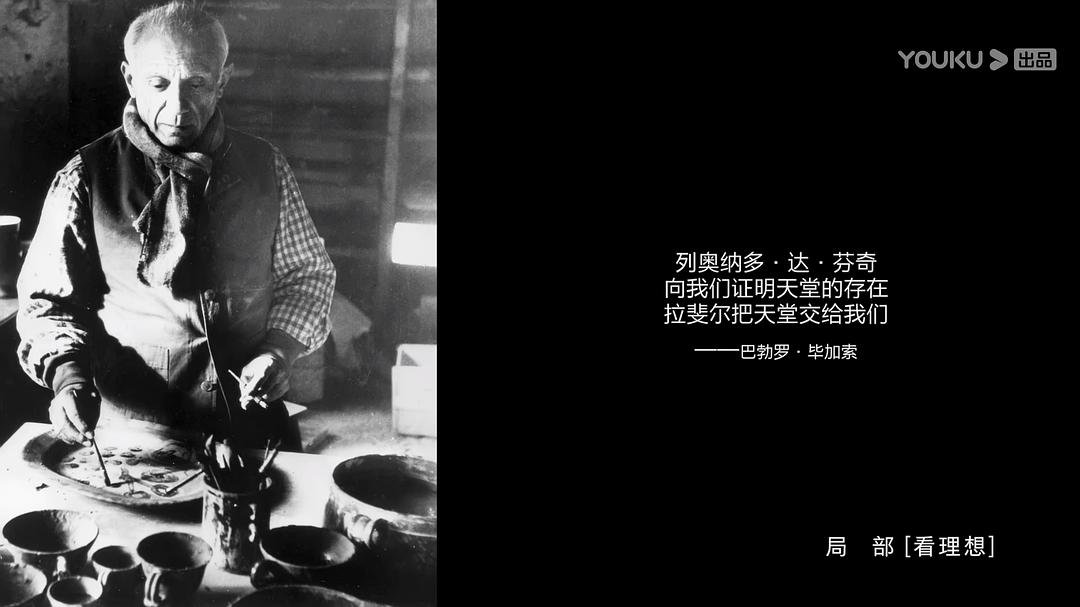 YOUKU 出品
列奥纳多·达·芬奇
向我们证明天堂的存在
拉斐尔把天堂交给我们
——巴勃罗·毕加索
局 部 [看理想]